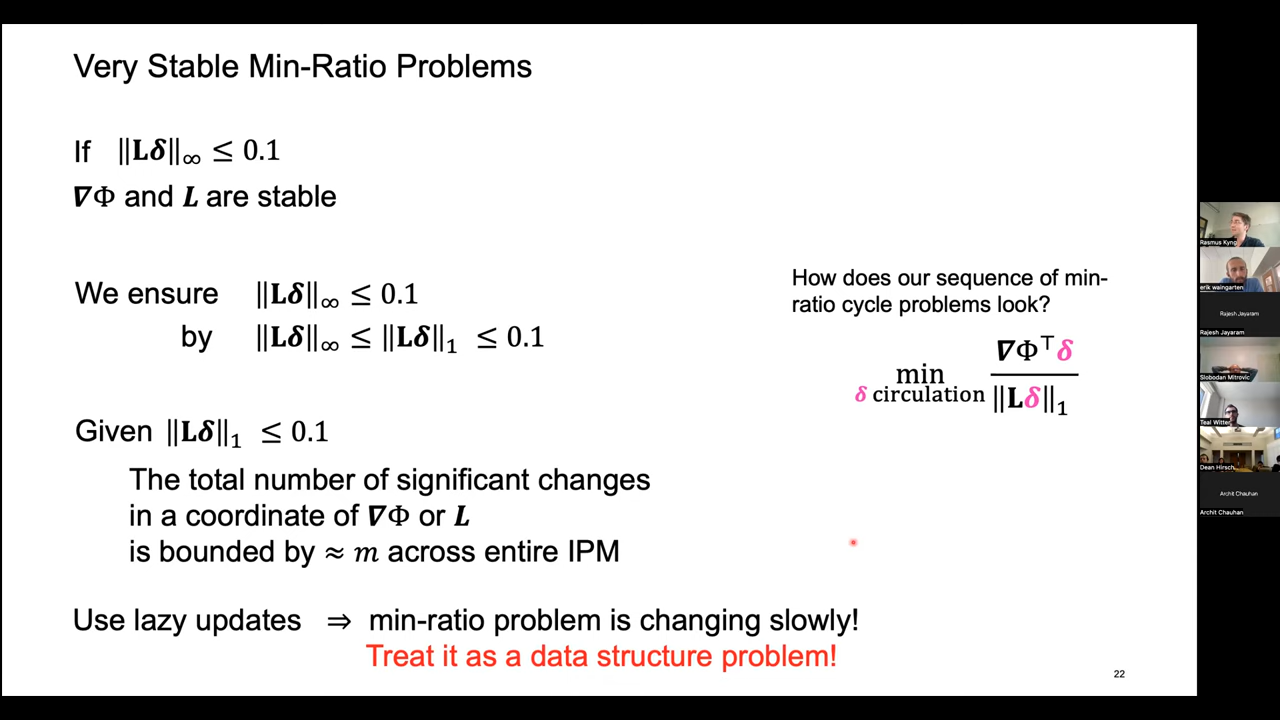 Very Stable Min-Ratio Problems
If ‖𝐋𝜹‖∞ ≤ 0.1
𝛁Φ and 𝑳 are stable
We ensure ‖𝐋𝜹‖∞ ≤ 0.1
by ‖𝐋𝜹‖∞ ≤ ‖𝐋𝜹‖₁ ≤ 0.1
Given ‖𝐋𝜹‖₁ ≤ 0.1
The total number of significant changes
in a coordinate of 𝛁Φ or 𝑳
is bounded by ≈ 𝑚 across entire IPM
Use lazy updates ⇒ min-ratio problem is changing slowly!
Treat it as a data structure problem!
How does our sequence of min-
ratio cycle problems look?
𝛁Φ⊤𝜹
min
𝜹 circulation
‖𝐋𝜹‖₁
22
Rasmus Kyng
erik waingarten
Rajesh Jayaram
Rajesh Jayaram
Slobodan Mitrovic
Teal Witter
Dean Hirsch
Archit Chauhan
Archit Chauhan